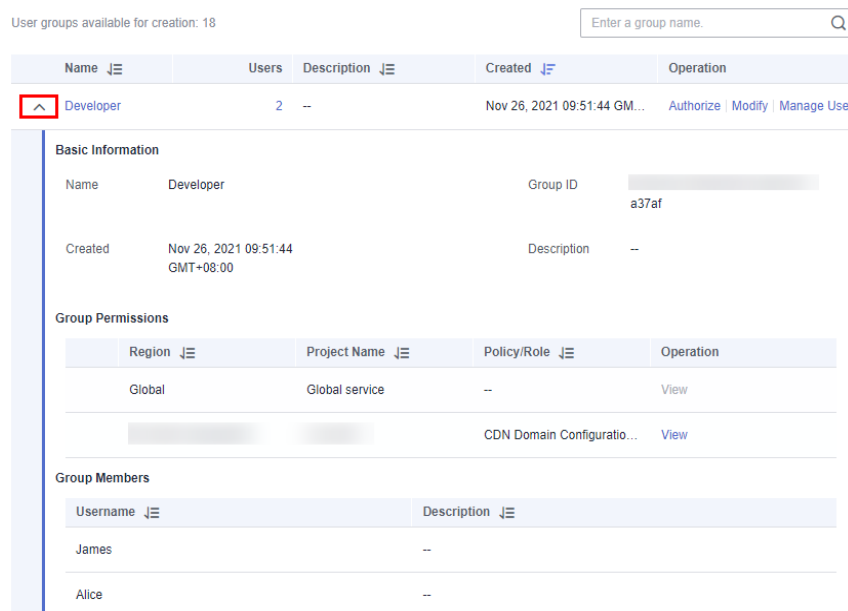 User groups available for creation: 18 Enter a group name.
Name Users Description Created Operation
Developer 2 -- Nov 26, 2021 09:51:44 GM... Authorize | Modify | Manage Use
Basic Information
Name Developer Group ID
a37af
Created Nov 26, 2021 09:51:44 Description --
GMT+08:00
Group Permissions
Region Project Name Policy/Role Operation
Global Global service -- View
CDN Domain Configuratio... View
Group Members
Username Description
James --
Alice --